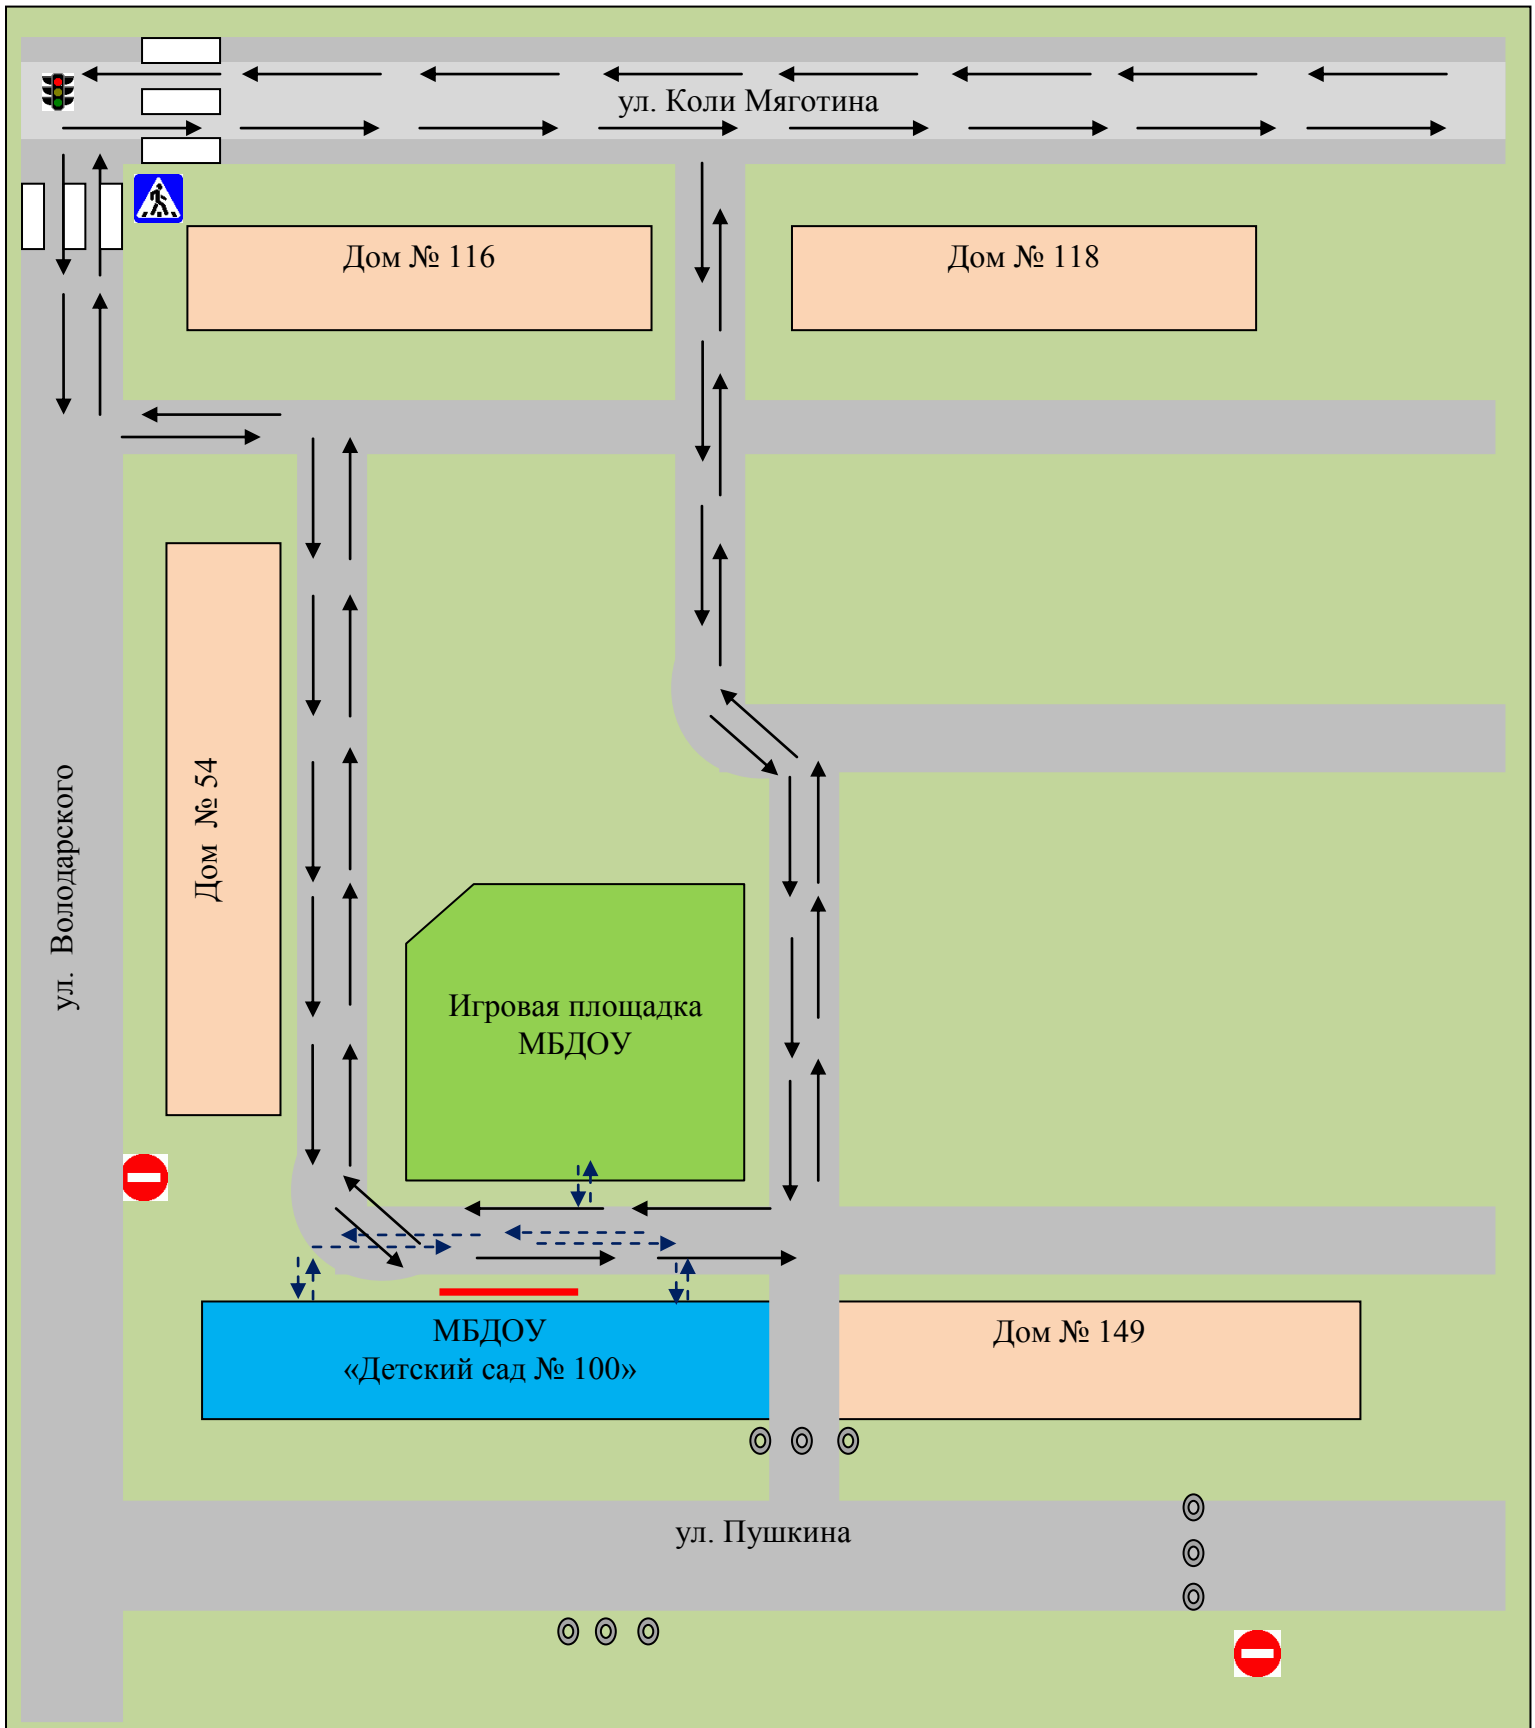 ул. Коли Мяготина
Дом № 116
Дом № 118
Дом № 54
ул. Володарского
Игровая площадка
МБДОУ
МБДОУ
«Детский сад № 100»
Дом № 149
ул. Пушкина